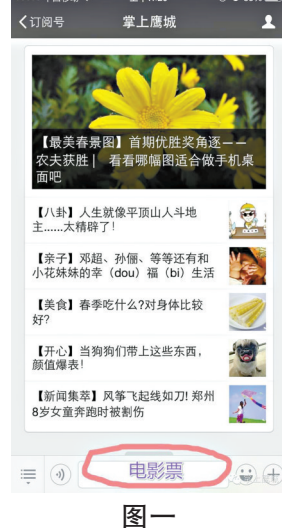 订阅号 掌上鹰城
【最美春景图】首期优胜奖角逐——
农夫获胜| 看看哪幅图适合做手机桌
面吧
【八卦】人生就像平顶山人斗地
主......太精辟了!
【亲子】邓超、孙俪、等等还有和
小花妹妹的幸(dou)福(bi)生活
【美食】春季吃什么?对身体比较
好?
【开心】当狗狗们带上这些东西，
颜值爆表!
【新闻集萃】风筝飞起线如刀! 郑州
8岁女童奔跑时被割伤
电影票
图一